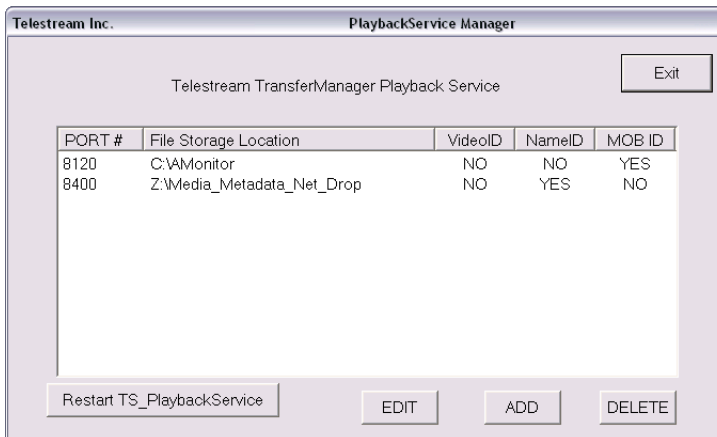 Telestream Inc. PlaybackService Manager
Exit
Telestream TransferManager Playback Service
PORT # File Storage Location VideoID NameID MOB ID
8120 C:\AMonitor NO NO YES
8400 Z:\Media_Metadata_Net_Drop NO YES NO
Restart TS_PlaybackService EDIT ADD DELETE